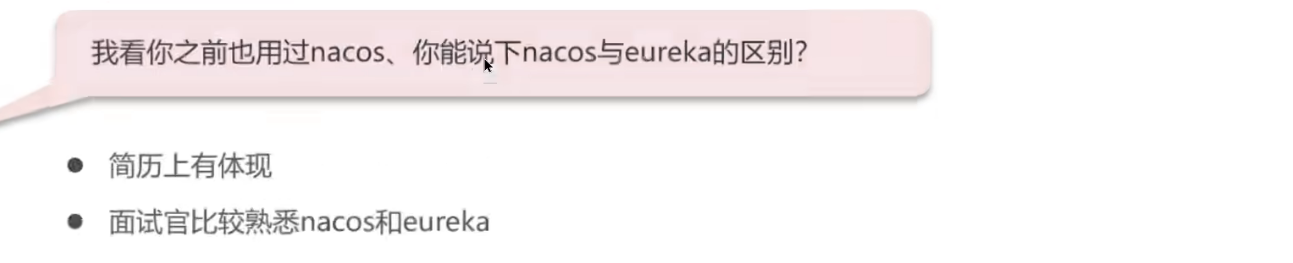 我看你之前也用过nacos、你能说下nacos与eureka的区别?
简历上有体现
面试官比较熟悉nacos和eureka